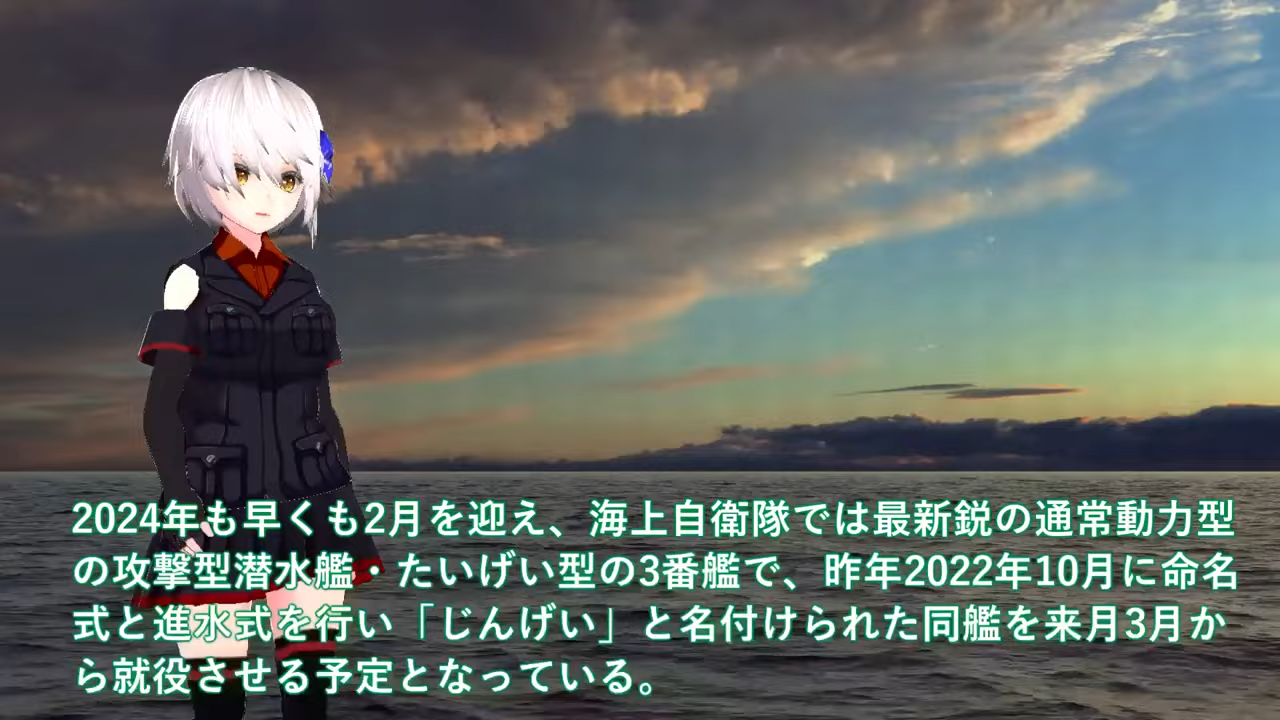 2024年も早くも2月を迎え、海上自衛隊では最新鋭の通常動力型
の攻撃型潜水艦・たいげい型の3番艦で、昨年2022年10月に命名
式と進水式を行い「じんげい」と名付けられた同艦を来月3月か
ら就役させる予定となっている。